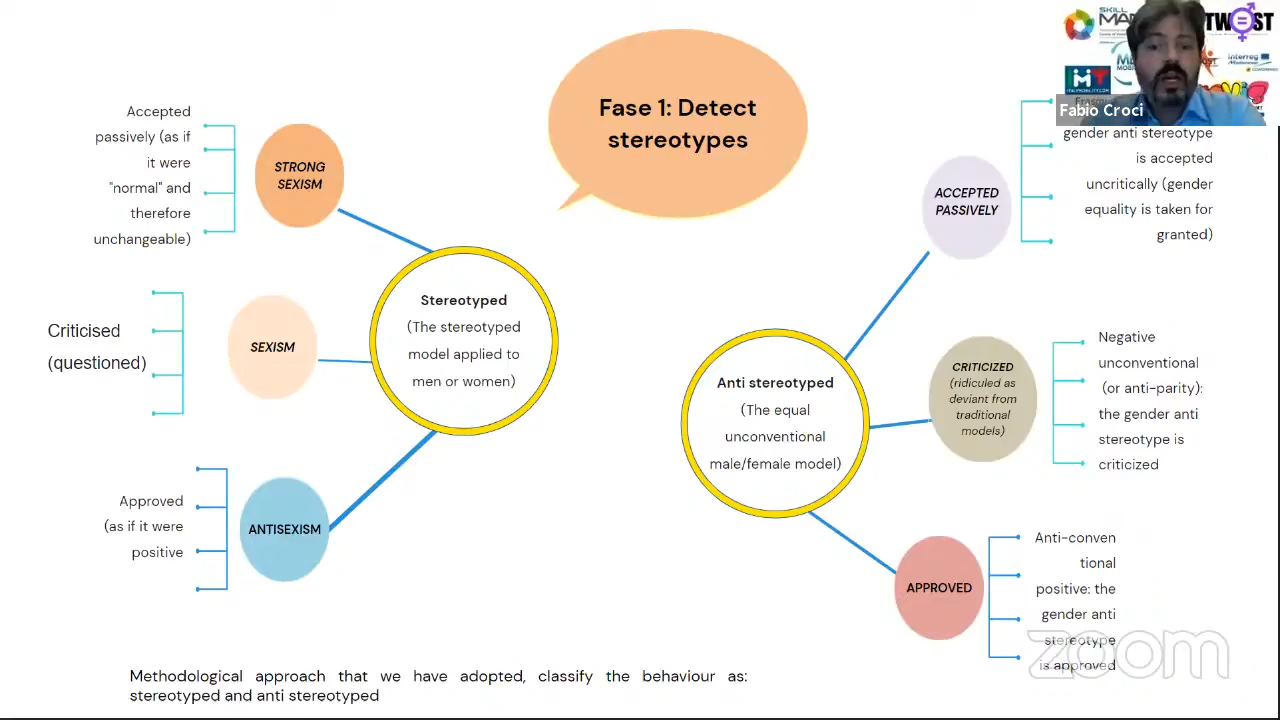 Fase 1: Detect
stereotypes
Accepted
passively (as if
it were
"normal" and
therefore
unchangeable)
STRONG
SEXISM
Criticised
(questioned)
SEXISM
Approved
(as if it were
positive
ANTISEXISM
Stereotyped
(The stereotyped
model applied to
men or women)
Anti stereotyped
(The equal
unconventional
male/female model)
ACCEPTED
PASSIVELY
gender anti stereotype
is accepted
uncritically (gender
equality is taken for
granted)
CRITICIZED
(ridiculed as
deviant from
traditional
models)
Negative
unconventional
(or anti-parity):
the gender anti
stereotype is
criticized
APPROVED
Anti-conven
tional
positive: the
gender anti
stereotype
is approved
Methodological approach that we have adopted, classify the behaviour as:
stereotyped and anti stereotyped
Fabio Croci
SKILL
Interreg
zoom